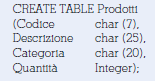 CREATE TABLE Prodotti
(Codice char (7),
Descrizione char (25),
Categoria char (20),
Quantità Integer);